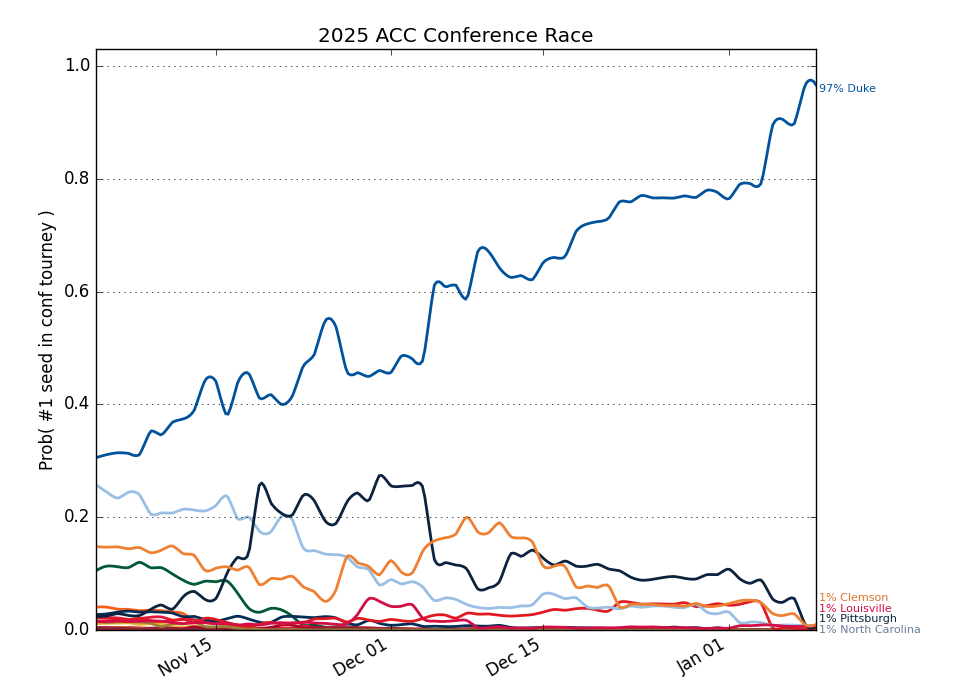 2025 ACC Conference Race
Prob( #1 seed in conf tourney )
1.0
0.8
0.6
0.4
0.2
0.0
Nov 15
Dec 01
Dec 15
Jan 01
97% Duke
1% Clemson
1% Louisville
1% Pittsburgh
1% North Carolina